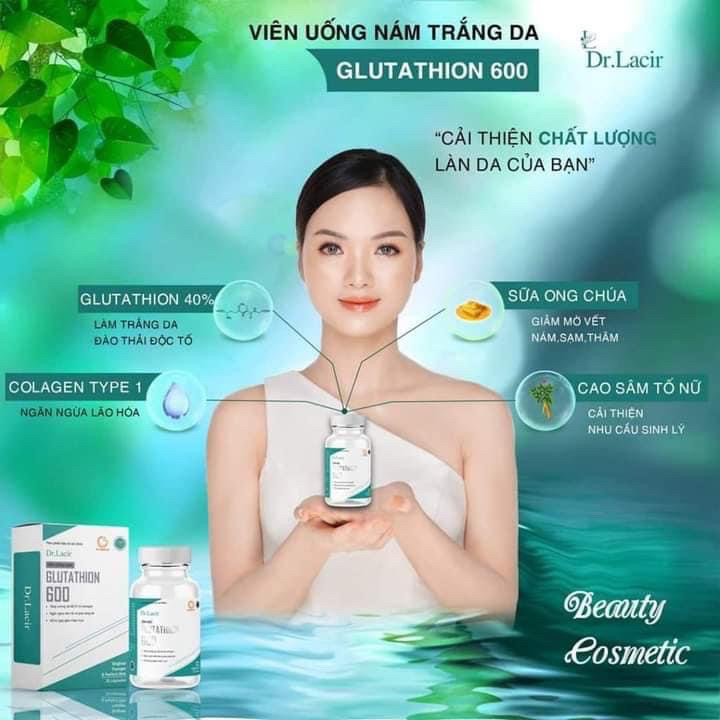 VIÊN UỐNG NÁM TRẮNG DA
GLUTATHION 600
Dr.Lacir
“CẢI THIỆN CHẤT LƯỢNG
LÀN DA CỦA BẠN”
GLUTATHION 40%
LÀM TRẮNG DA
ĐÀO THẢI ĐỘC TỐ
SỮA ONG CHÚA
GIẢM MỜ VẾT
NÁM,SẠM,THÂM
COLAGEN TYPE 1
NGĂN NGỪA LÃO HÓA
CAO SÂM TỐ NỮ
CẢI THIỆN
NHU CẦU SINH LÝ
Dr.Lacir
Dr.Lacir
GLUTATHION
600
Dr.Lacir
Dr.Lacir
Beauty
Cosmetic